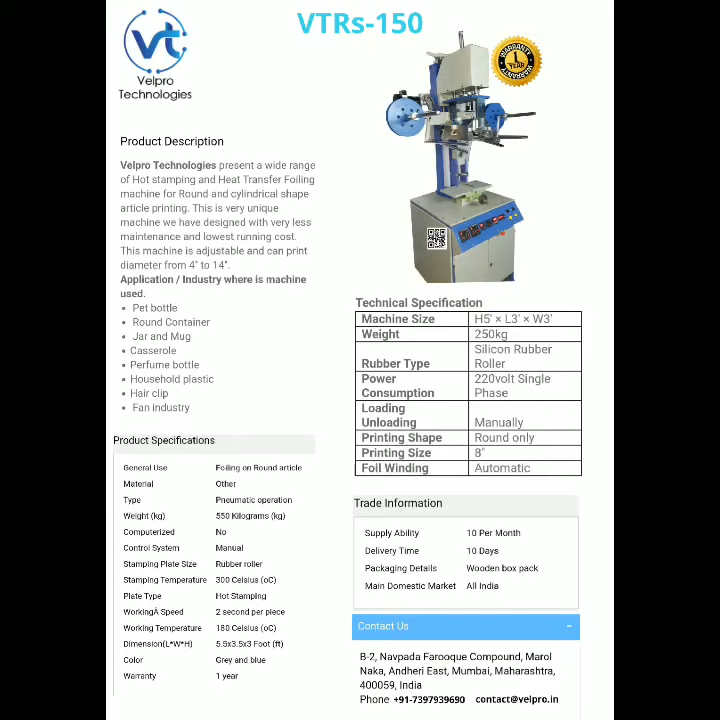 VTRs-150
vt
Velpro
Technologies
WARRANTY
1
YEAR
WARRANTY
Product Description
Velpro Technologies present a wide range
of Hot stamping and Heat Transfer Foiling
machine for Round and cylindrical shape
article printing. This is very unique
machine we have designed with very less
maintenance and lowest running cost.
This machine is adjustable and can print
diameter from 4" to 14".
Application / Industry where is machine
used.
Pet bottle
Round Container
Jar and Mug
Casserole
Perfume bottle
Household plastic
Hair clip
Fan industry
Product Specifications
General Use Foiling on Round article
Material Other
Type Pneumatic operation
Weight (kg) 550 Kilograms (kg)
Computerized No
Control System Manual
Stamping Plate Size Rubber roller
Stamping Temperature 300 Celsius (oC)
Plate Type Hot Stamping
WorkingÂ Speed 2 second per piece
Working Temperature 180 Celsius (oC)
Dimension(L*W*H) 5.5x3.5x3 Foot (ft)
Color Grey and blue
Warranty 1 year
Technical Specification
Machine Size H5' × L3' × W3'
Weight 250kg
Rubber Type Silicon Rubber
Roller
Power 220volt Single
Consumption Phase
Loading
Unloading Manually
Printing Shape Round only
Printing Size 8"
Foil Winding Automatic
Trade Information
Supply Ability 10 Per Month
Delivery Time 10 Days
Packaging Details Wooden box pack
Main Domestic Market All India
Contact Us –
B-2, Navpada Farooque Compound, Marol
Naka, Andheri East, Mumbai, Maharashtra,
400059, India
Phone +91-7397939690 contact@velpro.in